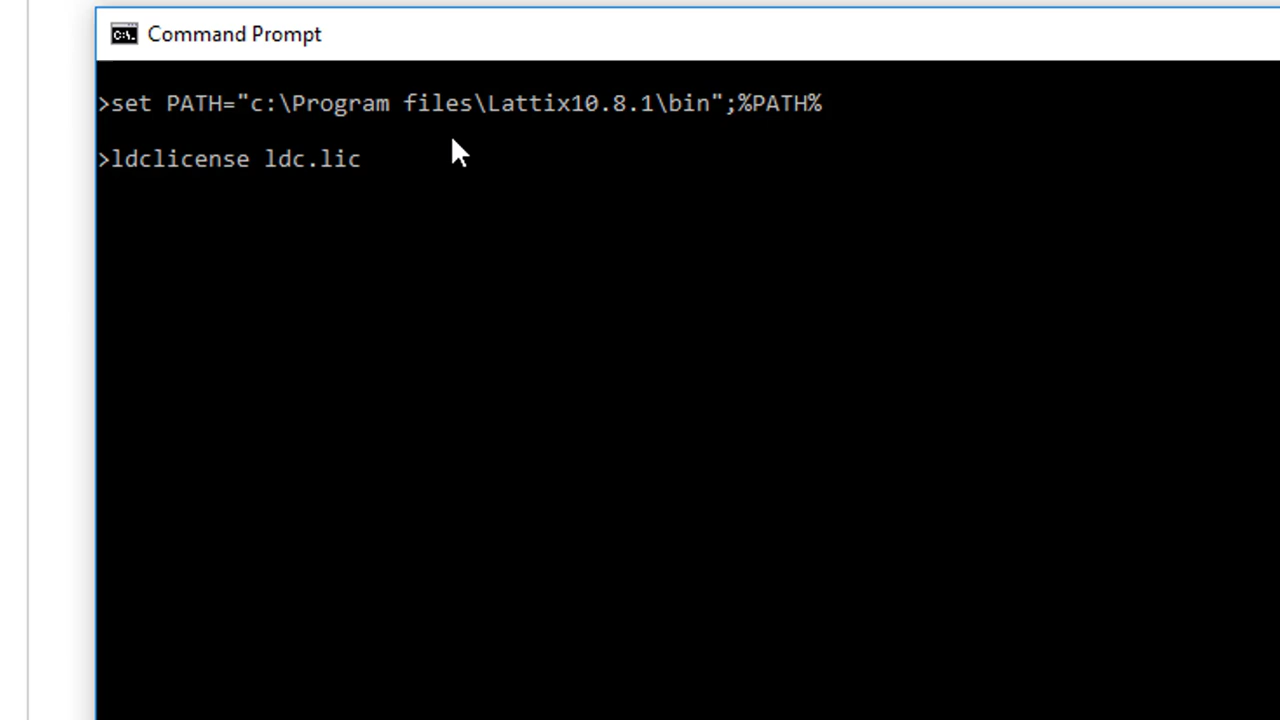 Command Prompt
>set PATH="c:\Program files\Lattix10.8.1\bin";%PATH%
>ldclicense ldc.lic